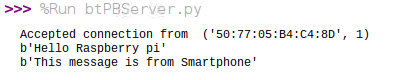 >>> %Run btPBServer.py
Accepted connection from  ('50:77:05:B4:C4:8D', 1)
b'Hello Raspberry pi'
b'This message is from Smartphone'